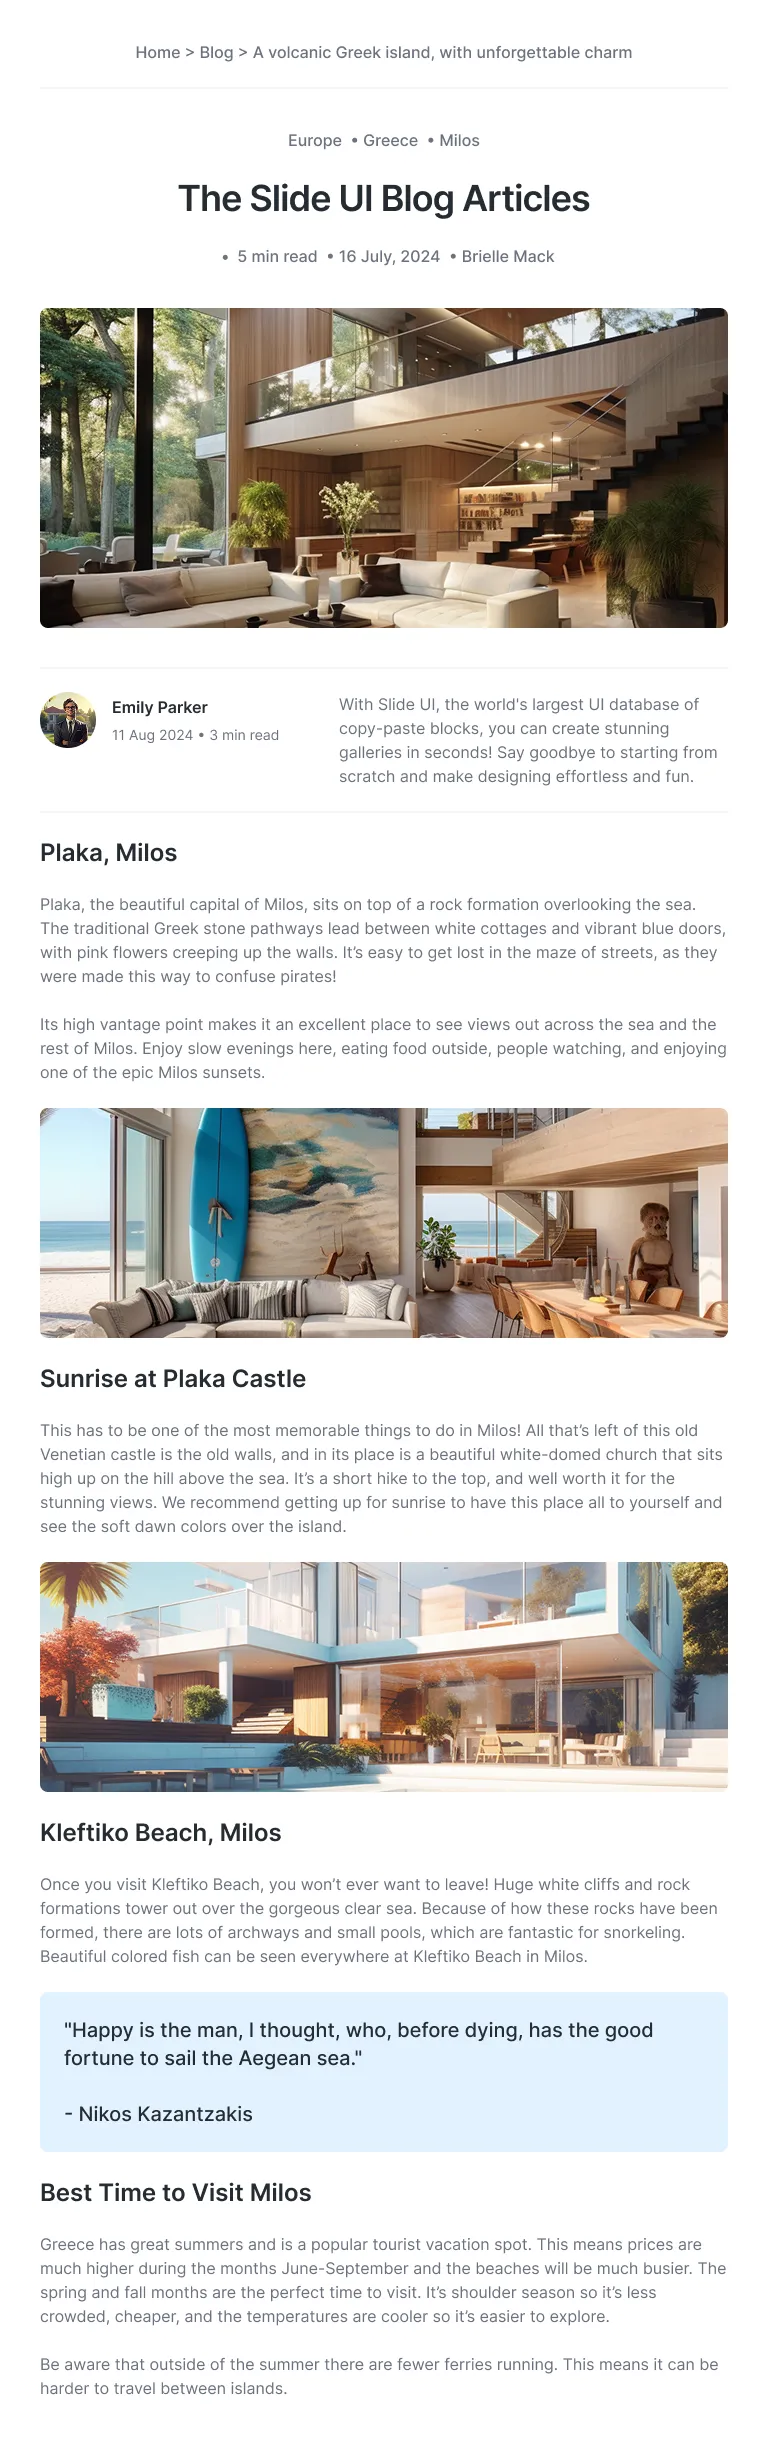 Home > Blog > A volcanic Greek island, with unforgettable charm
Europe • Greece • Milos
The Slide UI Blog Articles
• 5 min read • 16 July, 2024 • Brielle Mack
Emily Parker
11 Aug 2024 • 3 min read
With Slide UI, the world's largest UI database of
copy-paste blocks, you can create stunning
galleries in seconds! Say goodbye to starting from
scratch and make designing effortless and fun.
Plaka, Milos
Plaka, the beautiful capital of Milos, sits on top of a rock formation overlooking the sea.
The traditional Greek stone pathways lead between white cottages and vibrant blue doors,
with pink flowers creeping up the walls. It’s easy to get lost in the maze of streets, as they
were made this way to confuse pirates!
Its high vantage point makes it an excellent place to see views out across the sea and the
rest of Milos. Enjoy slow evenings here, eating food outside, people watching, and enjoying
one of the epic Milos sunsets.
Sunrise at Plaka Castle
This has to be one of the most memorable things to do in Milos! All that’s left of this old
Venetian castle is the old walls, and in its place is a beautiful white-domed church that sits
high up on the hill above the sea. It’s a short hike to the top, and well worth it for the
stunning views. We recommend getting up for sunrise to have this place all to yourself and
see the soft dawn colors over the island.
Kleftiko Beach, Milos
Once you visit Kleftiko Beach, you won’t ever want to leave! Huge white cliffs and rock
formations tower out over the gorgeous clear sea. Because of how these rocks have been
formed, there are lots of archways and small pools, which are fantastic for snorkeling.
Beautiful colored fish can be seen everywhere at Kleftiko Beach in Milos.
"Happy is the man, I thought, who, before dying, has the good
fortune to sail the Aegean sea."
- Nikos Kazantzakis
Best Time to Visit Milos
Greece has great summers and is a popular tourist vacation spot. This means prices are
much higher during the months June-September and the beaches will be much busier. The
spring and fall months are the perfect time to visit. It’s shoulder season so it’s less
crowded, cheaper, and the temperatures are cooler so it’s easier to explore.
Be aware that outside of the summer there are fewer ferries running. This means it can be
harder to travel between islands.